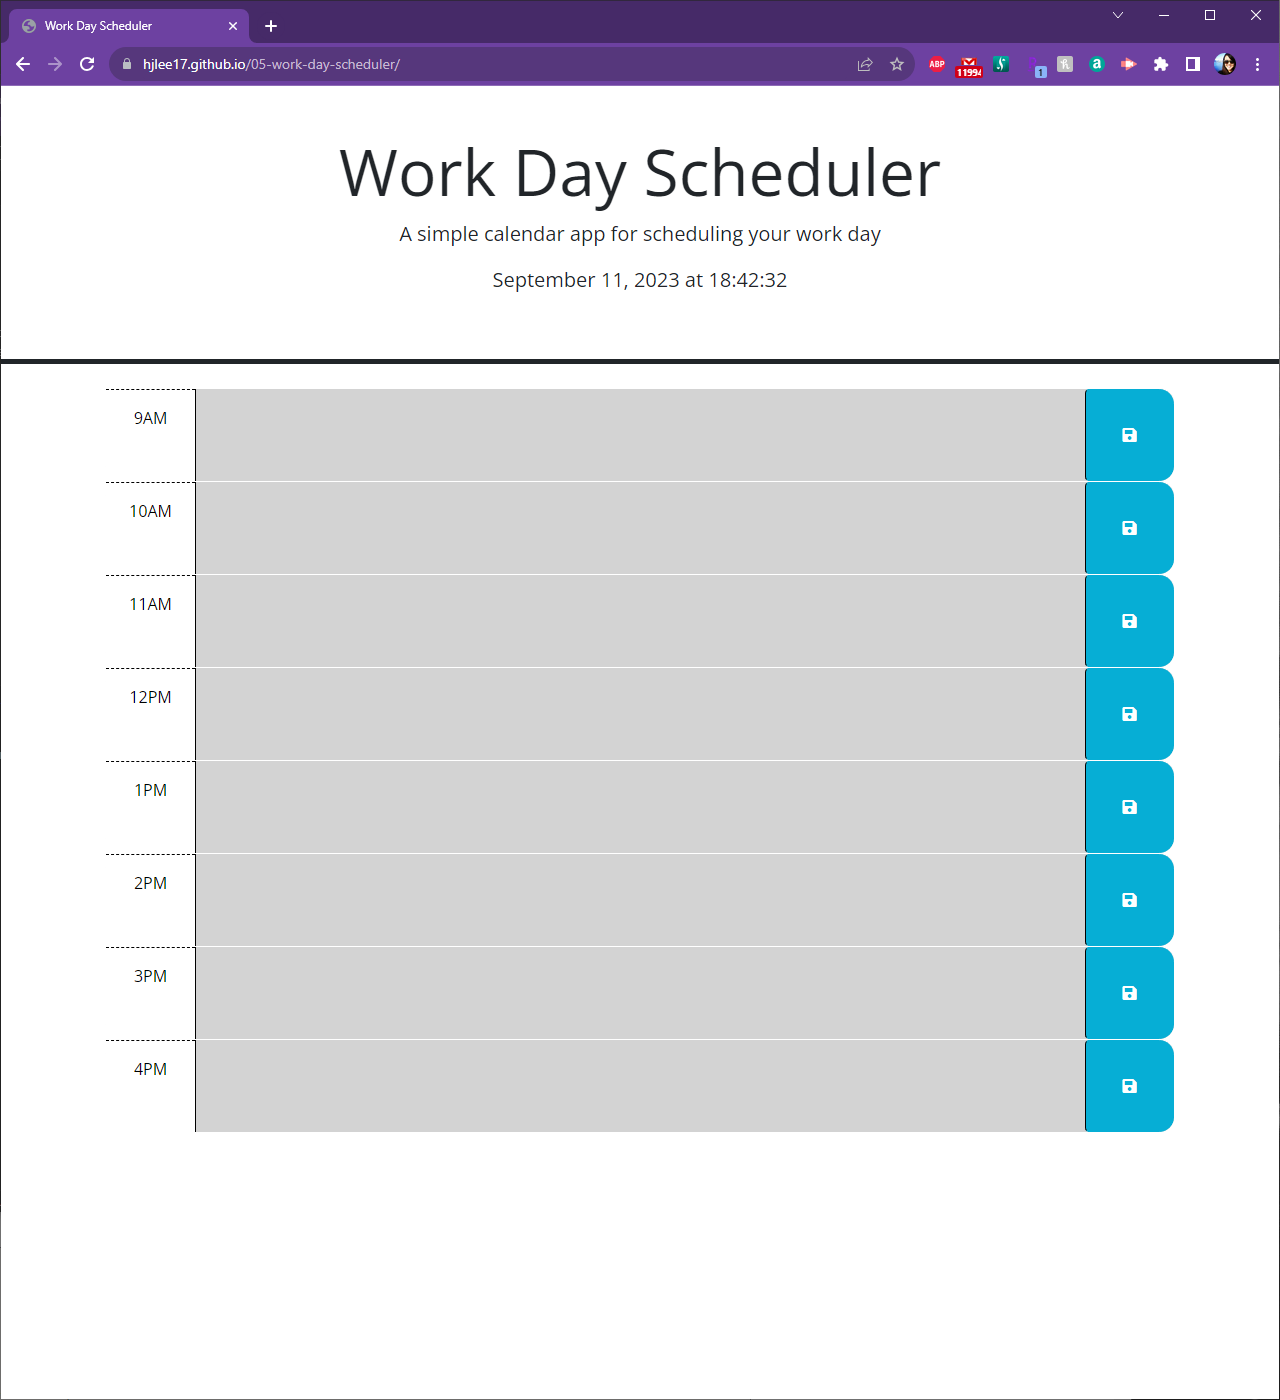 Work Day Scheduler
hjlee17.github.io/05-work-day-scheduler/
ABP
11994
1
a
Work Day Scheduler
A simple calendar app for scheduling your work day
September 11, 2023 at 18:42:32
9AM
10AM
11AM
12PM
1PM
2PM
3PM
4PM